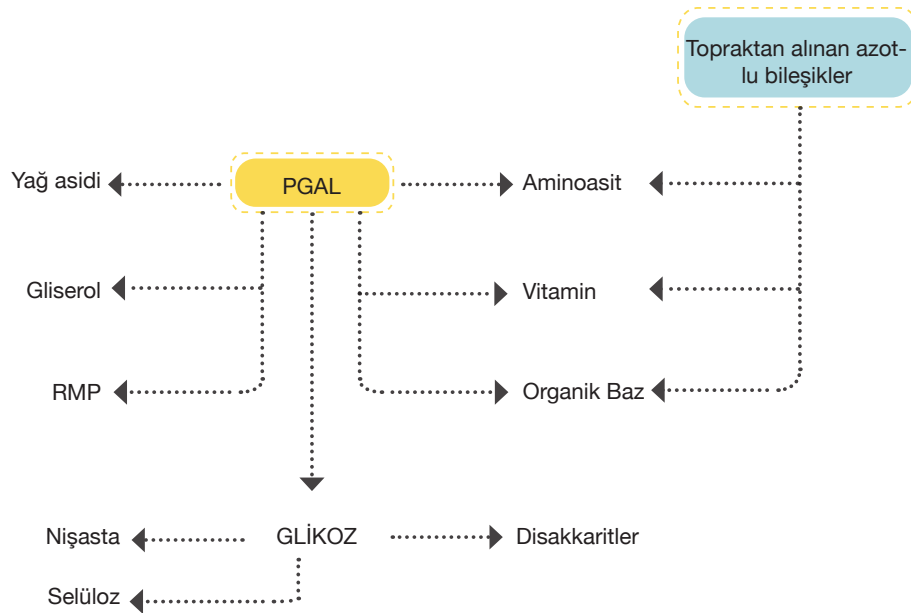 Topraktan alınan azot-
lu bileşikler
Yağ asidi
PGAL
Aminoasit
Gliserol
Vitamin
RMP
Organik Baz
Nişasta
GLİKOZ
Disakkaritler
Selüloz